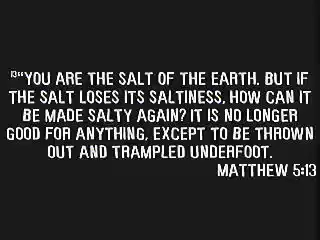 13“YOU ARE THE SALT OF THE EARTH. BUT IF
THE SALT LOSES ITS SALTINESS, HOW CAN IT
BE MADE SALTY AGAIN? IT IS NO LONGER
GOOD FOR ANYTHING, EXCEPT TO BE THROWN
OUT AND TRAMPLED UNDERFOOT.
MATTHEW 5:13